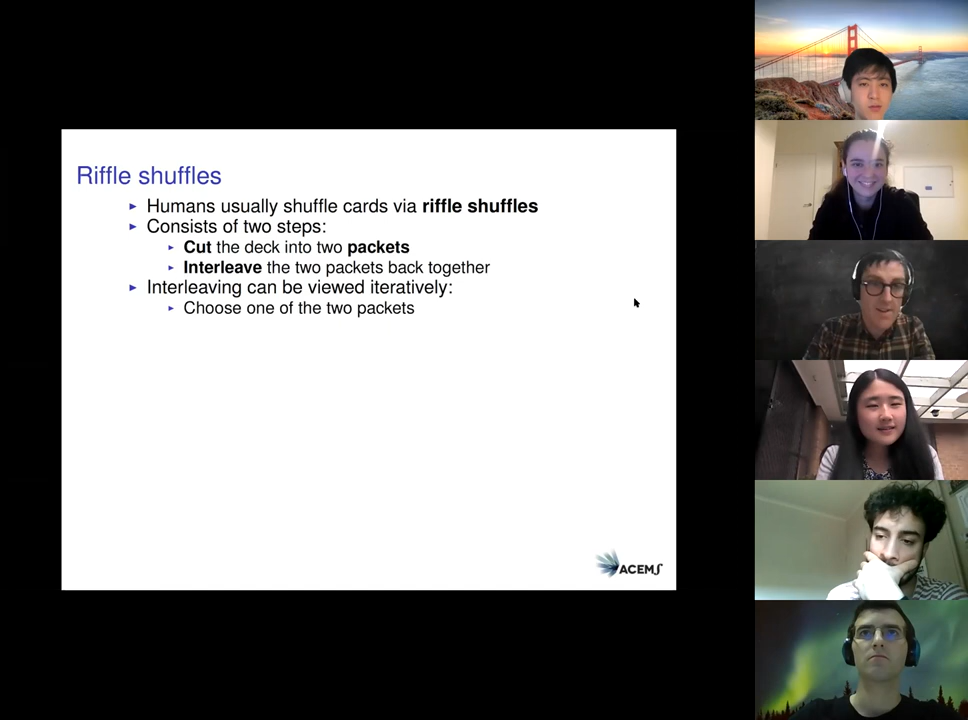 Riffle shuffles
▸ Humans usually shuffle cards via riffle shuffles
▸ Consists of two steps:
▸ Cut the deck into two packets
▸ Interleave the two packets back together
▸ Interleaving can be viewed iteratively:
▸ Choose one of the two packets
ACEMS